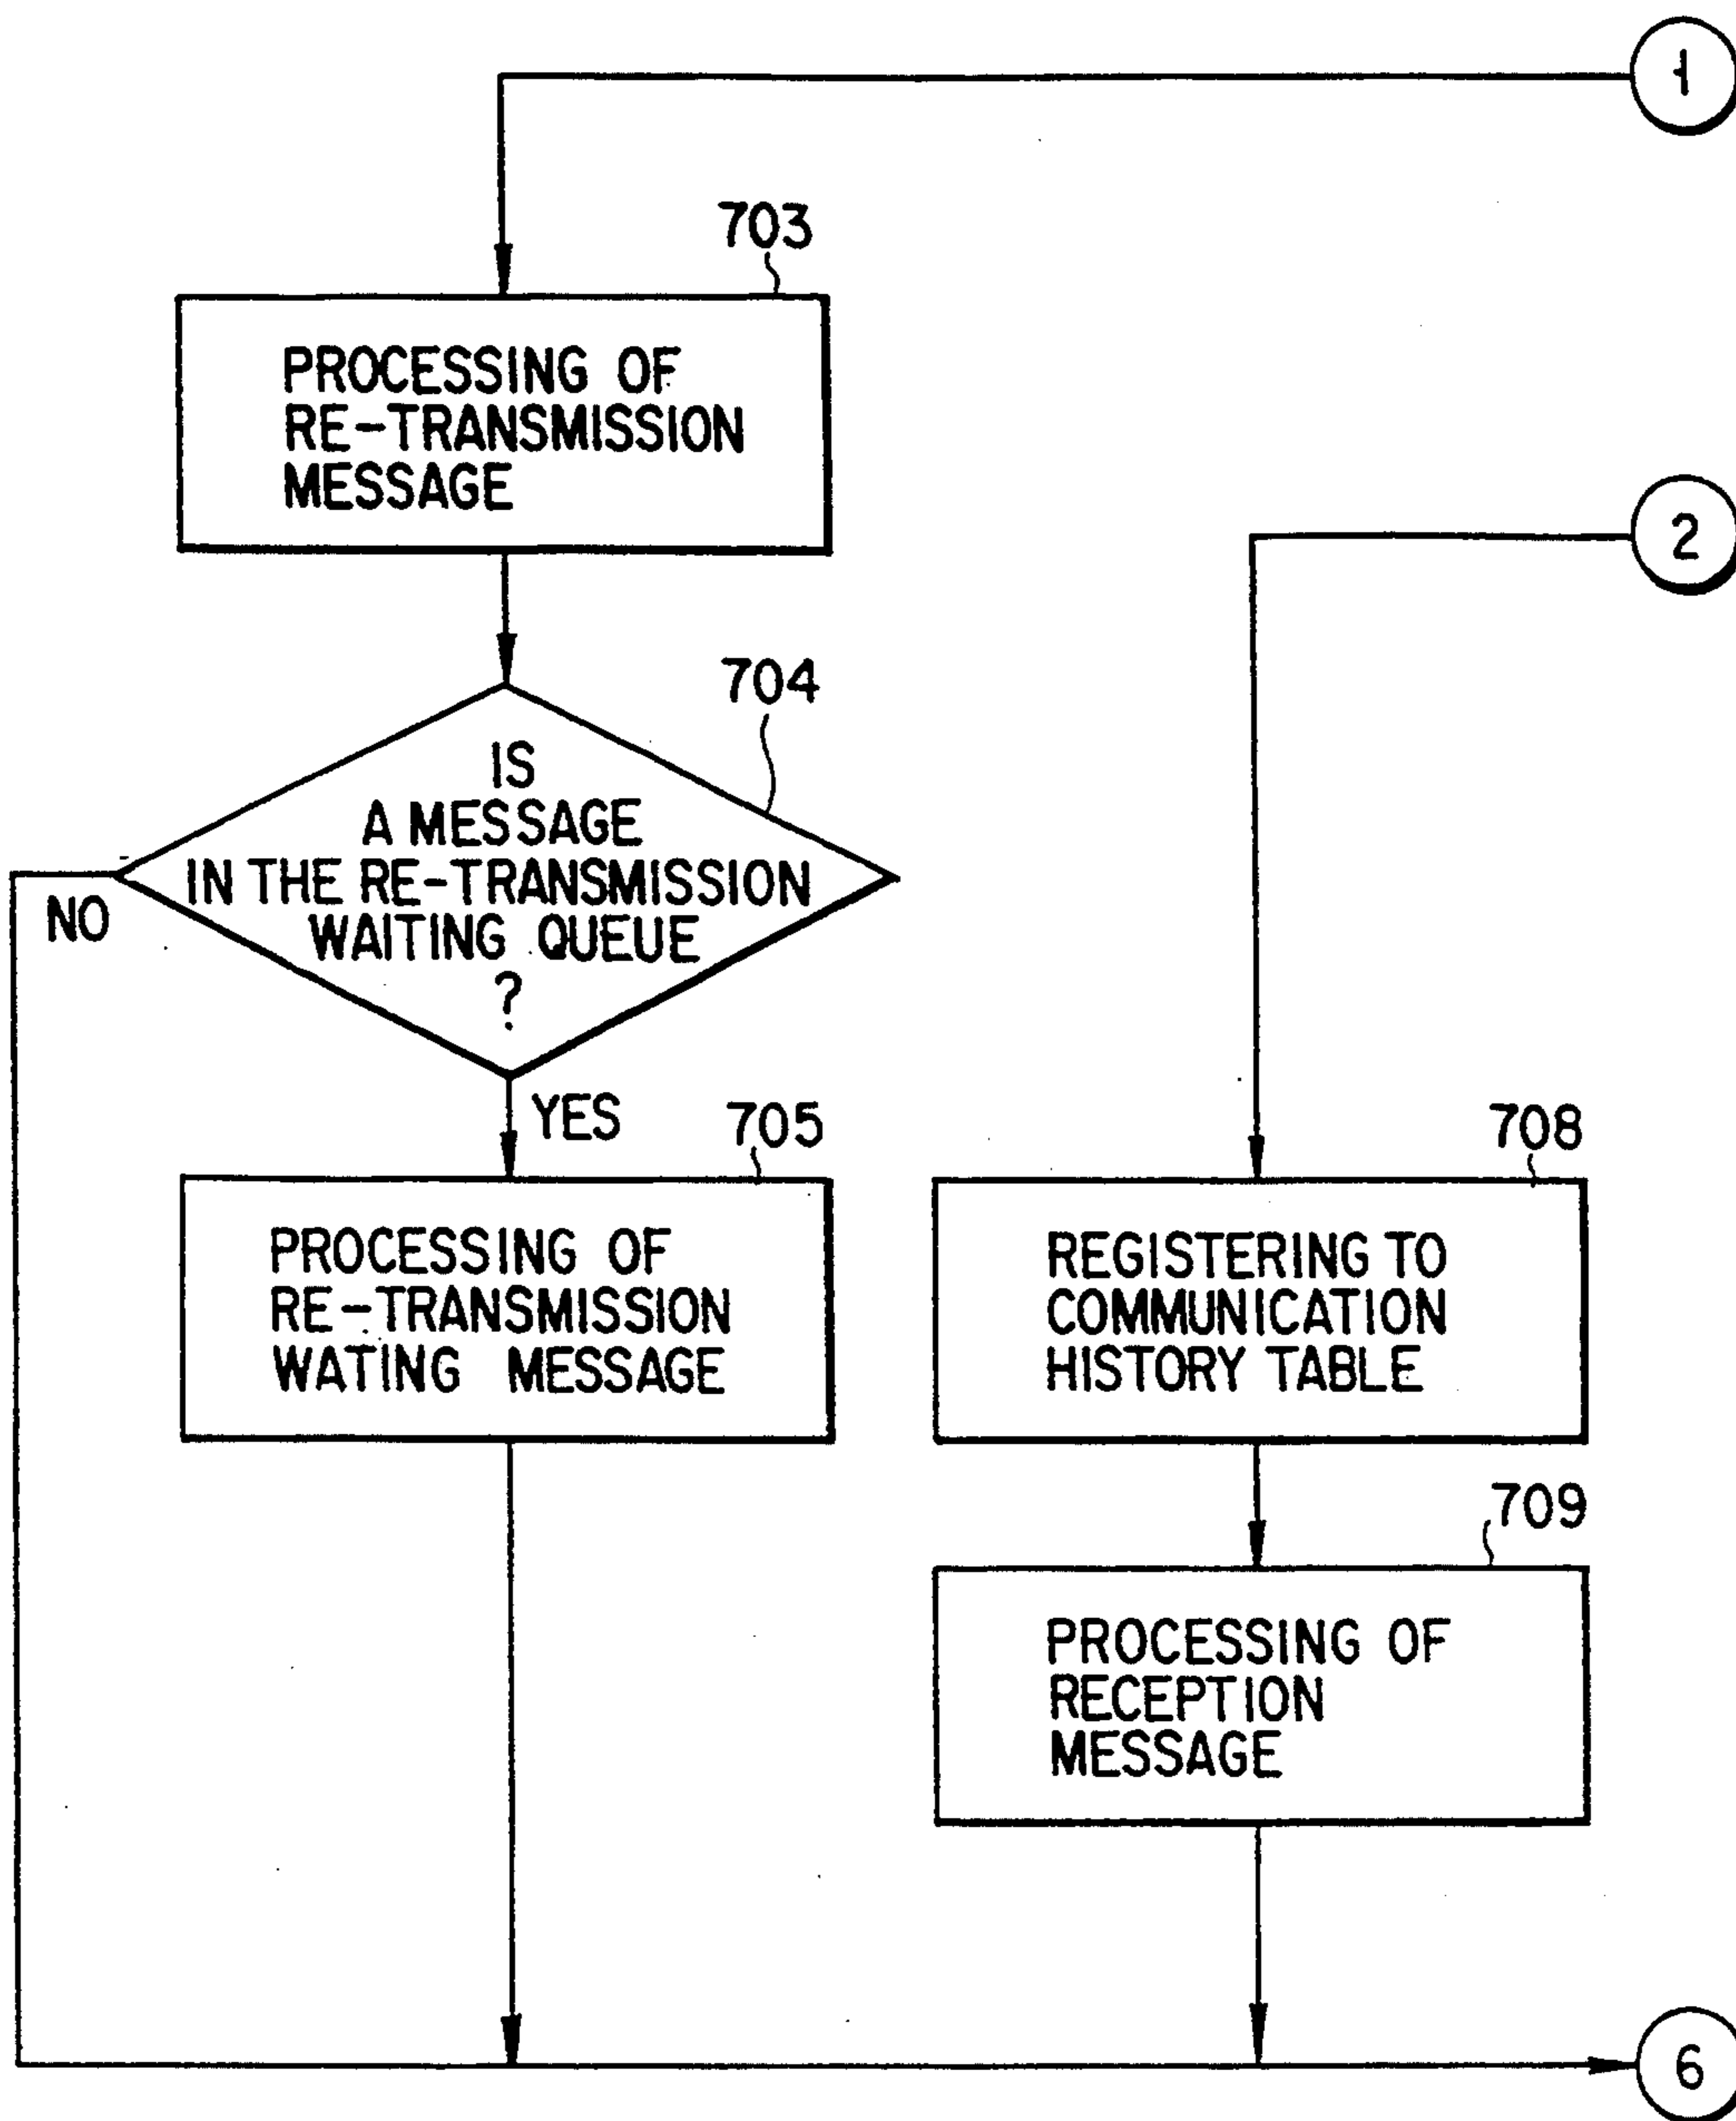 1
703
PROCESSING OF
RE-TRANSMISSION
MESSAGE
2
704
IS
A MESSAGE
IN THE RE-TRANSMISSION
WAITING QUEUE
?
NO
YES
705
PROCESSING OF
RE-TRANSMISSION
WATING MESSAGE
708
REGISTERING TO
COMMUNICATION
HISTORY TABLE
709
PROCESSING OF
RECEPTION
MESSAGE
6